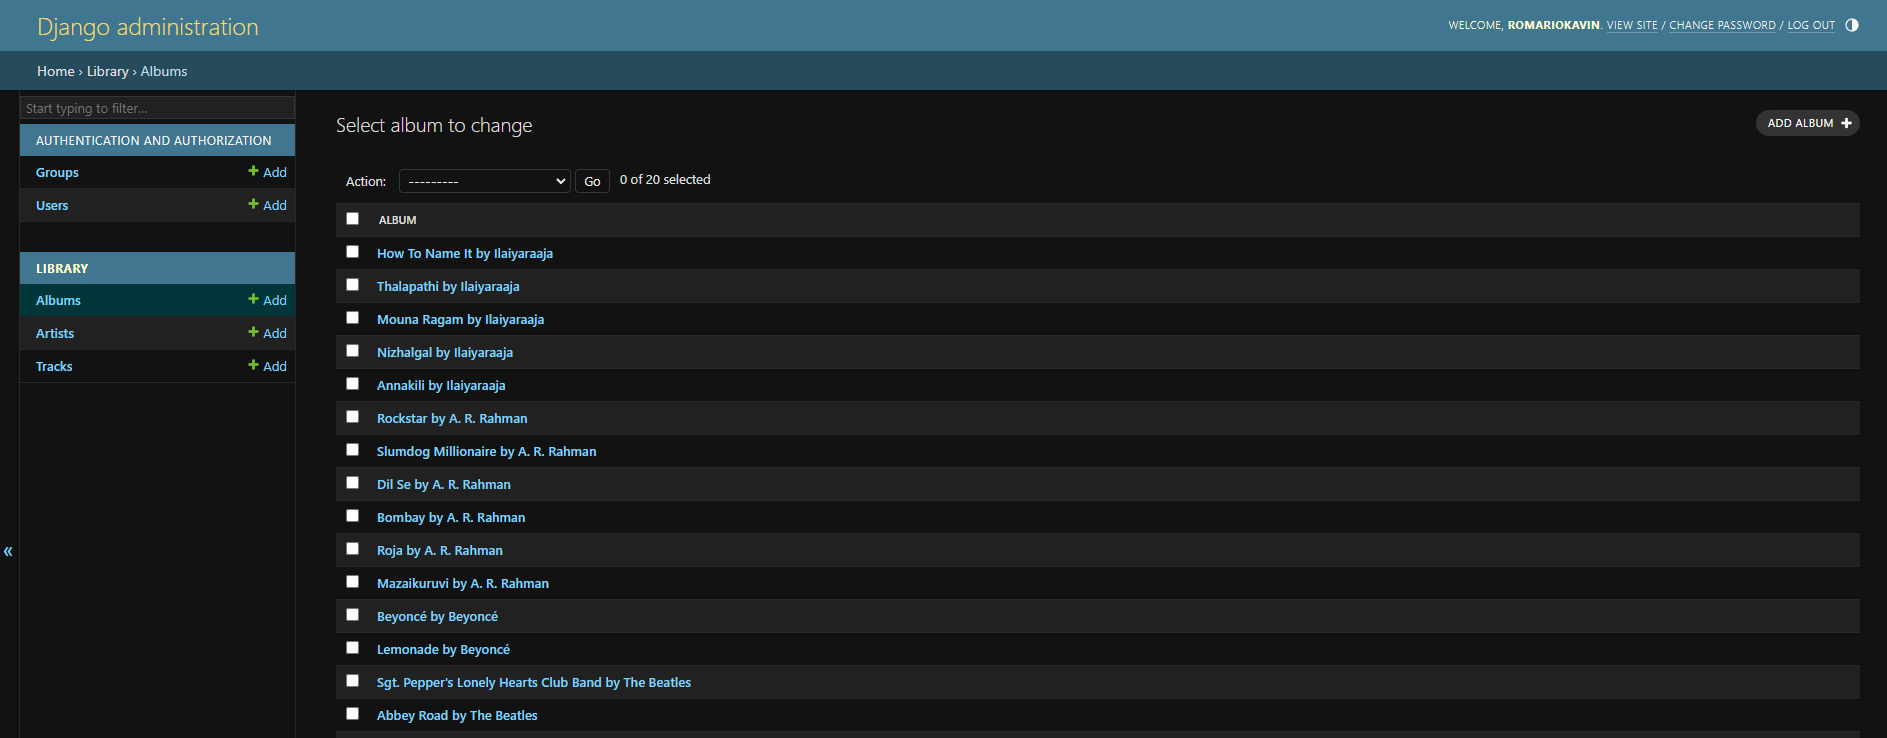 Django administration
WELCOME, ROMARIOKAVIN. VIEW SITE / CHANGE PASSWORD / LOG OUT
Home › Library › Albums
Start typing to filter...
AUTHENTICATION AND AUTHORIZATION
Groups + Add
Users + Add
LIBRARY
Albums + Add
Artists + Add
Tracks + Add
«
Select album to change
ADD ALBUM +
Action: --------- Go 0 of 20 selected
ALBUM
How To Name It by Ilaiyaraaja
Thalapathi by Ilaiyaraaja
Mouna Ragam by Ilaiyaraaja
Nizhalgal by Ilaiyaraaja
Annakili by Ilaiyaraaja
Rockstar by A. R. Rahman
Slumdog Millionaire by A. R. Rahman
Dil Se by A. R. Rahman
Bombay by A. R. Rahman
Roja by A. R. Rahman
Mazaikuruvi by A. R. Rahman
Beyoncé by Beyoncé
Lemonade by Beyoncé
Sgt. Pepper's Lonely Hearts Club Band by The Beatles
Abbey Road by The Beatles